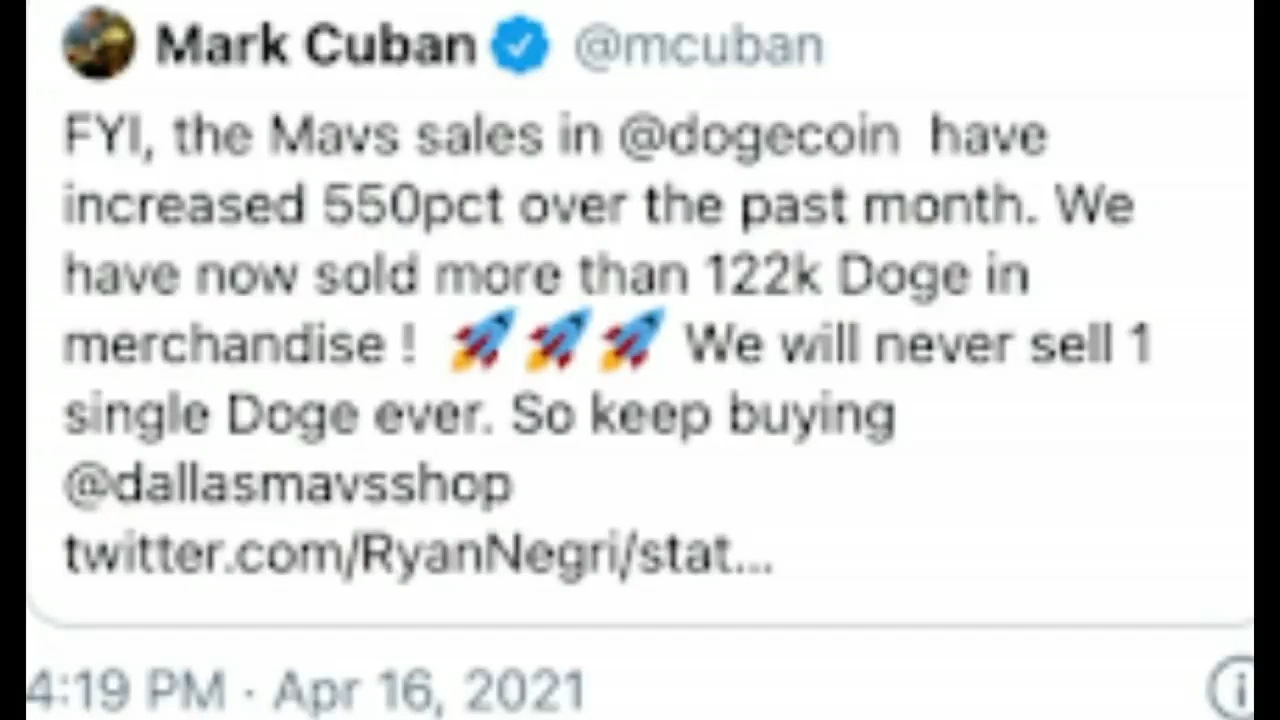 Mark Cuban @mcuban
FYI, the Mavs sales in @dogecoin have
increased 550pct over the past month. We
have now sold more than 122k Doge in
merchandise ! 🚀🚀🚀 We will never sell 1
single Doge ever. So keep buying
@dallasmavsshop
twitter.com/RyanNegri/stat...
4:19 PM · Apr 16, 2021